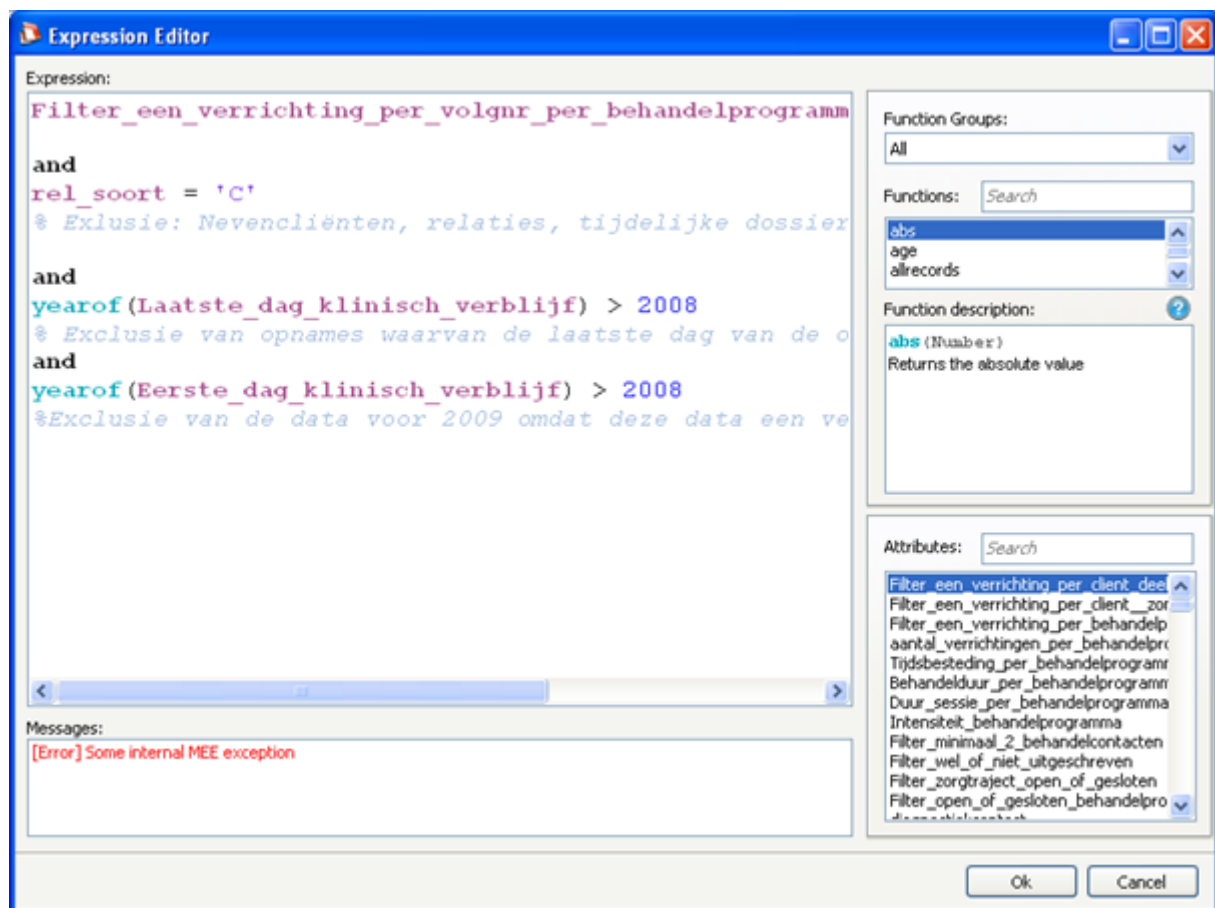 Expression Editor
Expression:
Filter_een_verrichting_per_volgnr_per_behandelprogramm
and
rel_soort = 'C'
% Exlusie: Nevencliënten, relaties, tijdelijke dossier
and
yearof(Laatste_dag_klinisch_verblijf) > 2008
% Exclusie van opnames waarvan de laatste dag van de o
and
yearof(Eerste_dag_klinisch_verblijf) > 2008
%Exclusie van de data voor 2009 omdat deze data een ve
Messages:
[Error] Some internal MEE exception
Function Groups:
All
Functions: Search
abs
age
allrecords
Function description:
abs(Number)
Returns the absolute value
Attributes: Search
Filter_een_verrichting_per_client_deel
Filter_een_verrichting_per_client__zor
Filter_een_verrichting_per_behandelp
aantal_verrichtingen_per_behandelpro
Tijdsbesteding_per_behandelprogramm
Behandelduur_per_behandelprogramm
Duur_sessie_per_behandelprogramma
Intensiteit_behandelprogramma
Filter_minimaal_2_behandelcontacten
Filter_wel_of_niet_uitgeschreven
Filter_zorgtraject_open_of_gesloten
Filter_open_of_gesloten_behandelpro
Ok Cancel